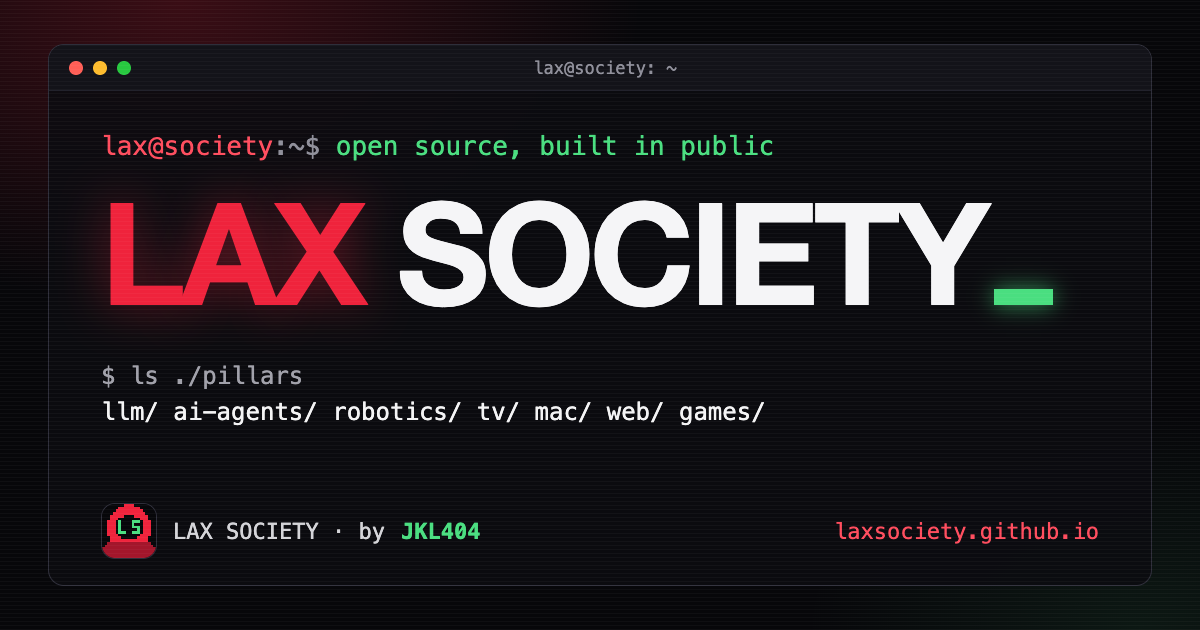 lax@society: ~
lax@society:~$ open source, built in public
LAX SOCIETY_
$ ls ./pillars
llm/ ai-agents/ robotics/ tv/ mac/ web/ games/
LS
LAX SOCIETY · by JKL404
laxsociety.github.io